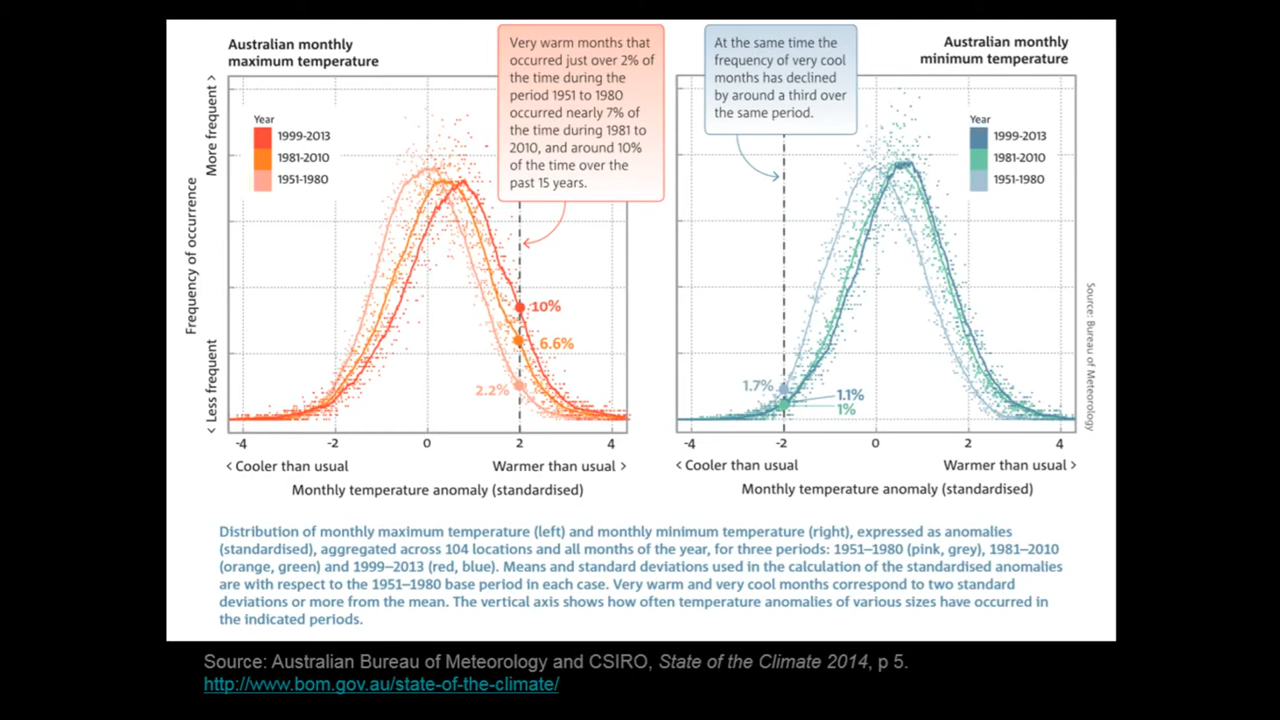 Australian monthly
maximum temperature
Very warm months that
occurred just over 2% of
the time during the
period 1951 to 1980
occurred nearly 7% of
the time during 1981 to
2010, and around 10%
of the time over the
past 15 years.
At the same time the
frequency of very cool
months has declined
by around a third over
the same period.
Australian monthly
minimum temperature
Year
1999-2013
1981-2010
1951-1980
Year
1999-2013
1981-2010
1951-1980
More frequent >
Frequency of occurrence
< Less frequent
10%
6.6%
2.2%
1.7%
1.1%
1%
Source: Bureau of Meteorology
-4
-2
0
2
4
-4
-2
0
2
4
< Cooler than usual
Warmer than usual >
< Cooler than usual
Warmer than usual >
Monthly temperature anomaly (standardised)
Monthly temperature anomaly (standardised)
Distribution of monthly maximum temperature (left) and monthly minimum temperature (right), expressed as anomalies
(standardised), aggregated across 104 locations and all months of the year, for three periods: 1951–1980 (pink, grey), 1981–2010
(orange, green) and 1999–2013 (red, blue). Means and standard deviations used in the calculation of the standardised anomalies
are with respect to the 1951–1980 base period in each case. Very warm and very cool months correspond to two standard
deviations or more from the mean. The vertical axis shows how often temperature anomalies of various sizes have occurred in
the indicated periods.
Source: Australian Bureau of Meteorology and CSIRO, State of the Climate 2014, p 5.
http://www.bom.gov.au/state-of-the-climate/